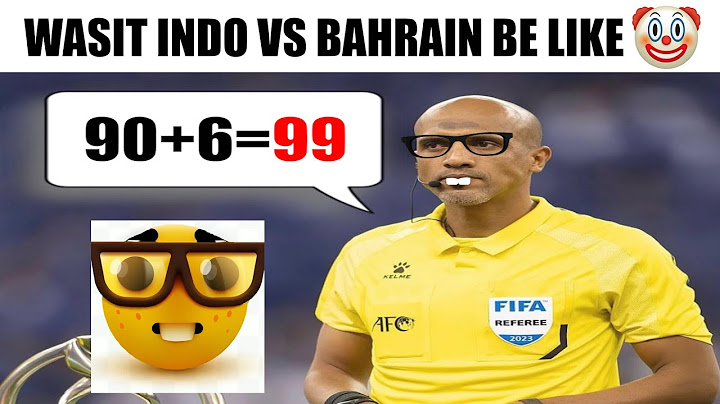 WASIT INDO VS BAHRAIN BE LIKE
90+6=99
KELME
AFC
FIFA
REFEREE
2023